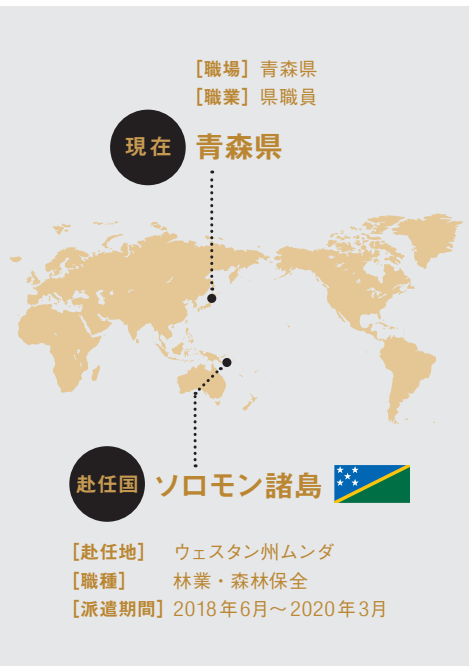 [職場] 青森県
[職業] 県職員
現在 青森県
赴任国 ソロモン諸島
[赴任地] ウェスタン州ムンダ
[職種] 林業・森林保全
[派遣期間] 2018年6月～2020年3月